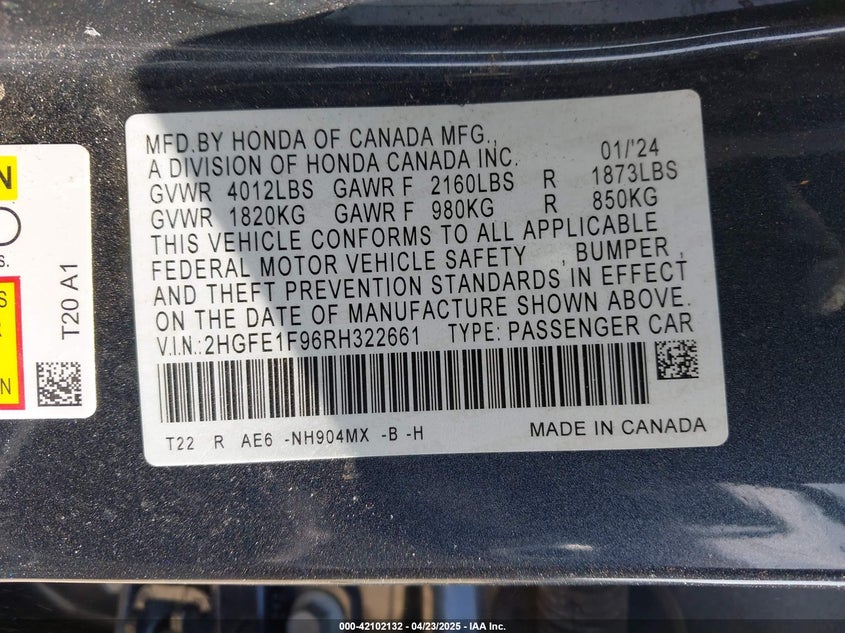 MFD.BY HONDA OF CANADA MFG.,
A DIVISION OF HONDA CANADA INC. 01/'24
GVWR 4012LBS GAWR F 2160LBS R 1873LBS
GVWR 1820KG GAWR F 980KG R 850KG
THIS VEHICLE CONFORMS TO ALL APPLICABLE
FEDERAL MOTOR VEHICLE SAFETY , BUMPER ,
AND THEFT PREVENTION STANDARDS IN EFFECT
ON THE DATE OF MANUFACTURE SHOWN ABOVE.
V.I.N.:2HGFE1F96RH322661 TYPE: PASSENGER CAR
T22 R AE6 -NH904MX -B -H MADE IN CANADA
N
S.
S
R
N
T20 A1
000-42102132 - 04/23/2025 - IAA Inc.